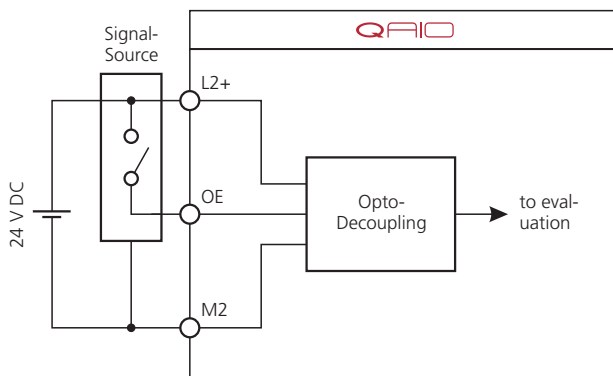 QAIO
Signal-
Source
L2+
24 V DC
OE
Opto-
Decoupling
to eval-
uation
M2